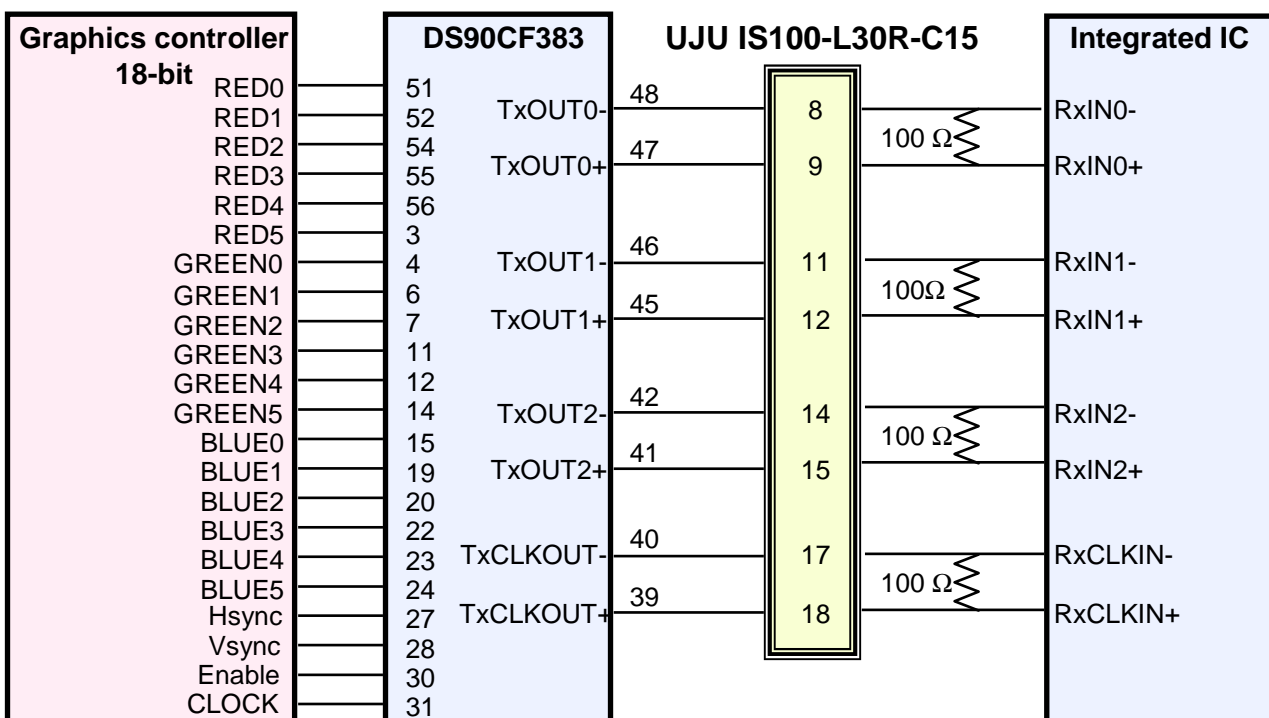 Graphics controller
18-bit
DS90CF383
UJU IS100-L30R-C15
Integrated IC
RED0
RED1
RED2
RED3
RED4
RED5
GREEN0
GREEN1
GREEN2
GREEN3
GREEN4
GREEN5
BLUE0
BLUE1
BLUE2
BLUE3
BLUE4
BLUE5
Hsync
Vsync
Enable
CLOCK
51
52
54
55
56
3
4
6
7
11
12
14
15
19
20
22
23
24
27
28
30
31
TxOUT0- 48 8 RxIN0-
100 Ω
TxOUT0+ 47 9 RxIN0+
TxOUT1- 46 11 RxIN1-
100Ω
TxOUT1+ 45 12 RxIN1+
TxOUT2- 42 14 RxIN2-
100 Ω
TxOUT2+ 41 15 RxIN2+
TxCLKOUT- 40 17 RxCLKIN-
100 Ω
TxCLKOUT+ 39 18 RxCLKIN+